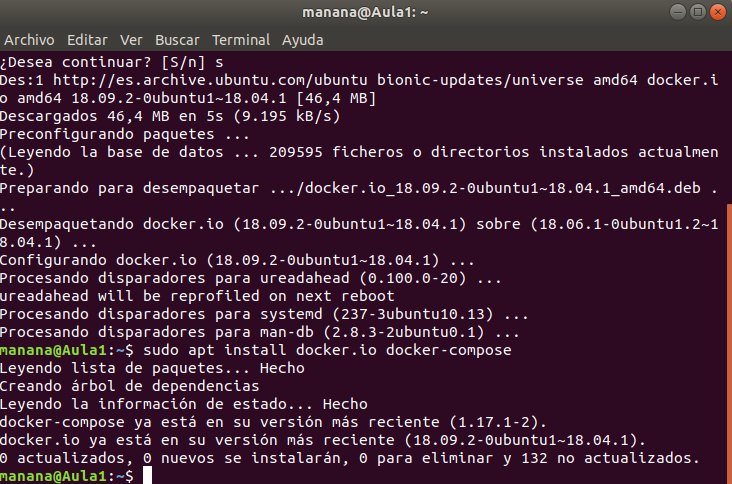 manana@Aula1: ~
Archivo Editar Ver Buscar Terminal Ayuda
¿Desea continuar? [S/n] s
Des:1 http://es.archive.ubuntu.com/ubuntu bionic-updates/universe amd64 docker.i
o amd64 18.09.2-0ubuntu1~18.04.1 [46,4 MB]
Descargados 46,4 MB en 5s (9.195 kB/s)
Preconfigurando paquetes ...
(Leyendo la base de datos ... 209595 ficheros o directorios instalados actualmen
te.)
Preparando para desempaquetar .../docker.io_18.09.2-0ubuntu1~18.04.1_amd64.deb .
..
Desempaquetando docker.io (18.09.2-0ubuntu1~18.04.1) sobre (18.06.1-0ubuntu1.2~1
8.04.1) ...
Configurando docker.io (18.09.2-0ubuntu1~18.04.1) ...
Procesando disparadores para ureadahead (0.100.0-20) ...
ureadahead will be reprofiled on next reboot
Procesando disparadores para systemd (237-3ubuntu10.13) ...
Procesando disparadores para man-db (2.8.3-2ubuntu0.1) ...
manana@Aula1:~$ sudo apt install docker.io docker-compose
Leyendo lista de paquetes... Hecho
Creando árbol de dependencias
Leyendo la información de estado... Hecho
docker-compose ya está en su versión más reciente (1.17.1-2).
docker.io ya está en su versión más reciente (18.09.2-0ubuntu1~18.04.1).
0 actualizados, 0 nuevos se instalarán, 0 para eliminar y 132 no actualizados.
manana@Aula1:~$